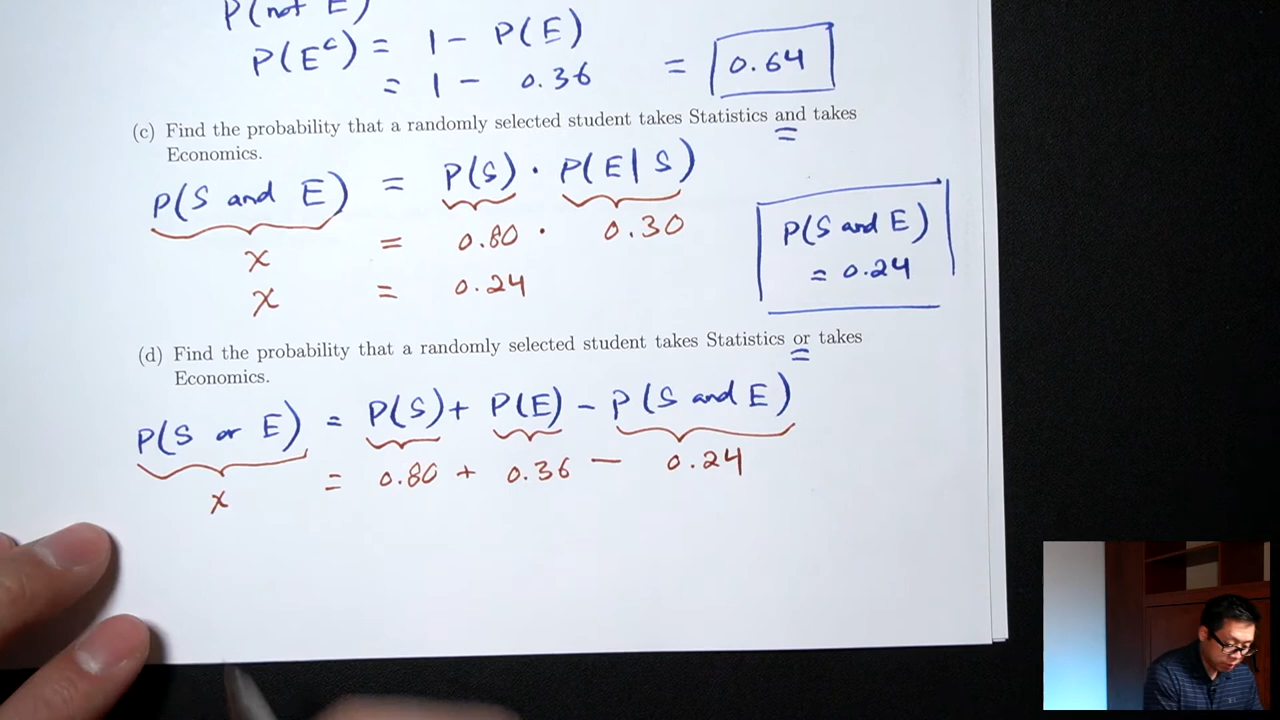 P(not E)
P(Eᶜ) = 1 - P(E)
= 1 - 0.36 = 0.64
(c) Find the probability that a randomly selected student takes Statistics and takes
Economics.
P(S and E) = P(S) · P(E | S)
x = 0.80 · 0.30
x = 0.24
P(S and E)
= 0.24
(d) Find the probability that a randomly selected student takes Statistics or takes
Economics.
P(S or E) = P(S) + P(E) - P(S and E)
x = 0.80 + 0.36 - 0.24